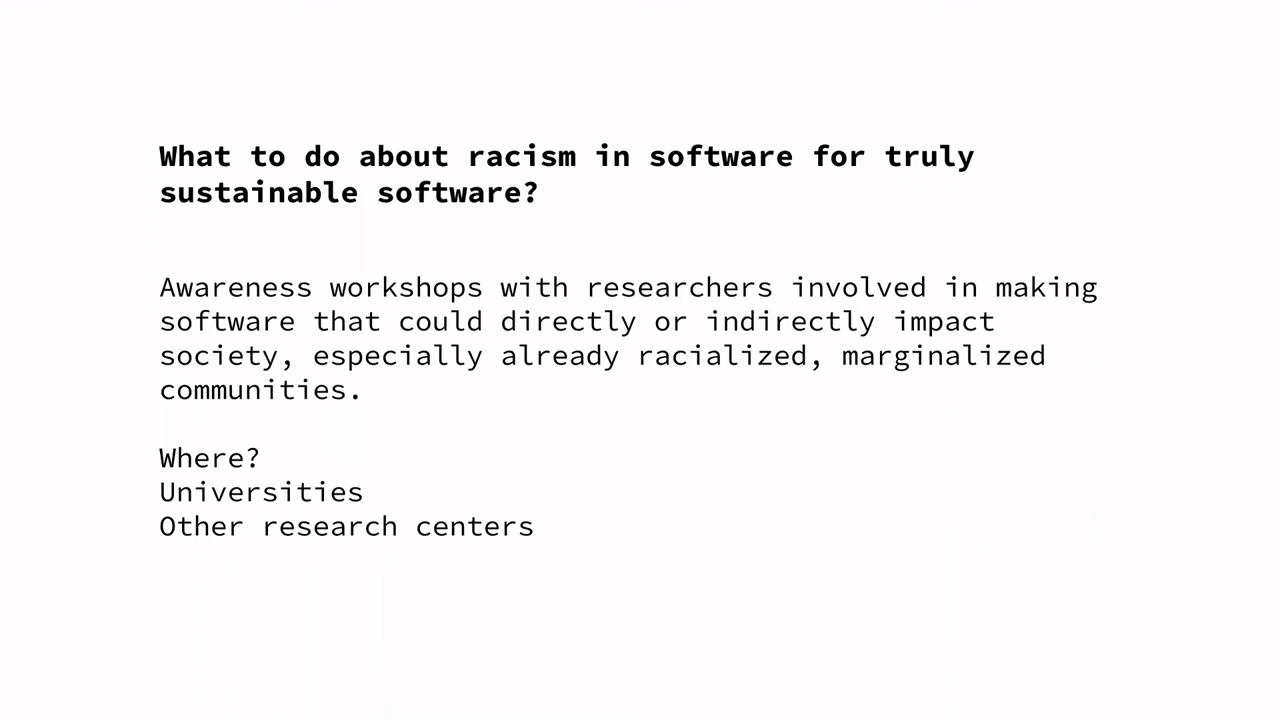 What to do about racism in software for truly
sustainable software?
Awareness workshops with researchers involved in making
software that could directly or indirectly impact
society, especially already racialized, marginalized
communities.
Where?
Universities
Other research centers